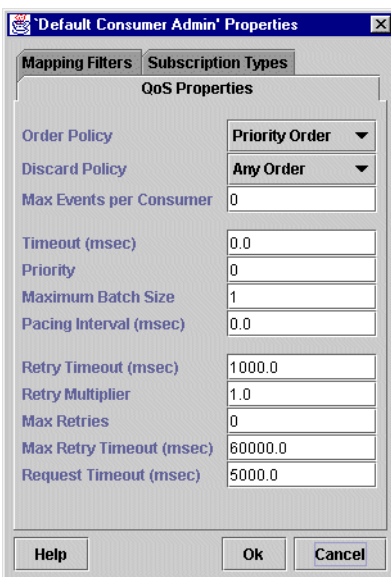 `Default Consumer Admin' Properties
Mapping Filters Subscription Types
QoS Properties
Order Policy Priority Order
Discard Policy Any Order
Max Events per Consumer 0
Timeout (msec) 0.0
Priority 0
Maximum Batch Size 1
Pacing Interval (msec) 0.0
Retry Timeout (msec) 1000.0
Retry Multiplier 1.0
Max Retries 0
Max Retry Timeout (msec) 60000.0
Request Timeout (msec) 5000.0
Help Ok Cancel